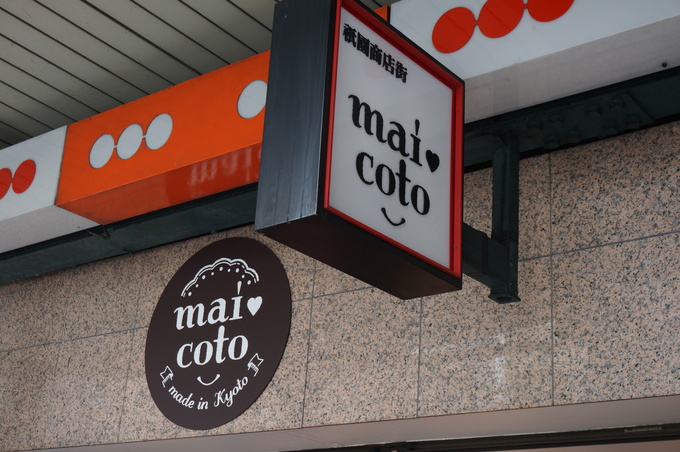 祇園商店街
mai
coto
mai
coto
made in Kyoto